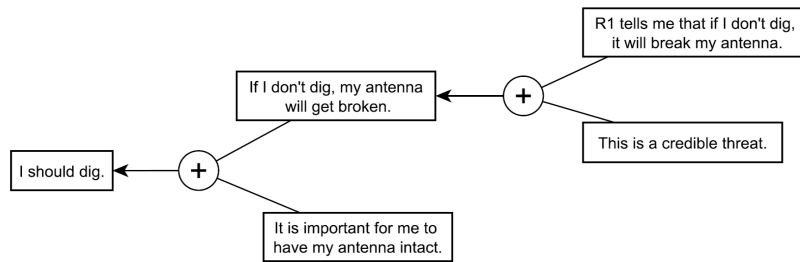 R1 tells me that if I don't dig,
it will break my antenna.
If I don't dig, my antenna
will get broken.
+
This is a credible threat.
I should dig.
+
It is important for me to
have my antenna intact.